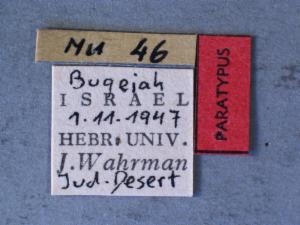 Mu 46
Bugejah
ISRAEL
1.11.1947
HEBR. UNIV.
J. Wahrman
Jud. Desert
PARATYPUS